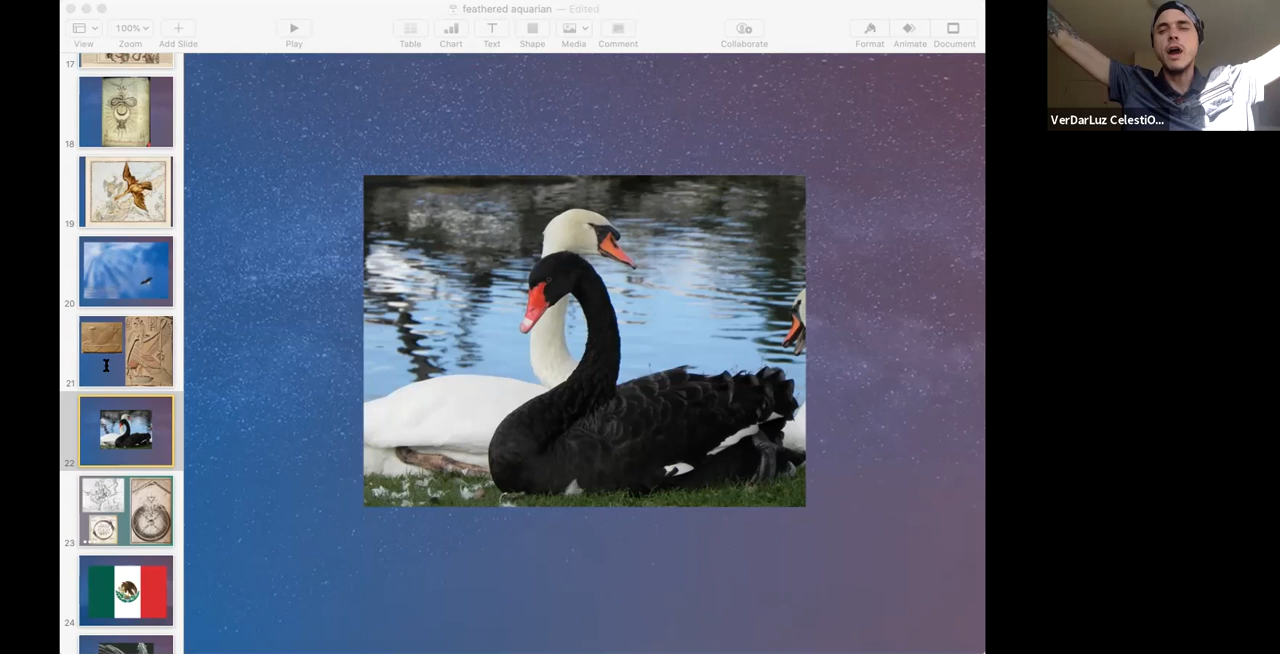 feathered aquarian — Edited
100%
View
Zoom
Add Slide
Play
Table
Chart
Text
Shape
Media
Comment
Collaborate
Format
Animate
Document
17
18
19
20
21
22
23
24
VerDarLuz CelestiO...